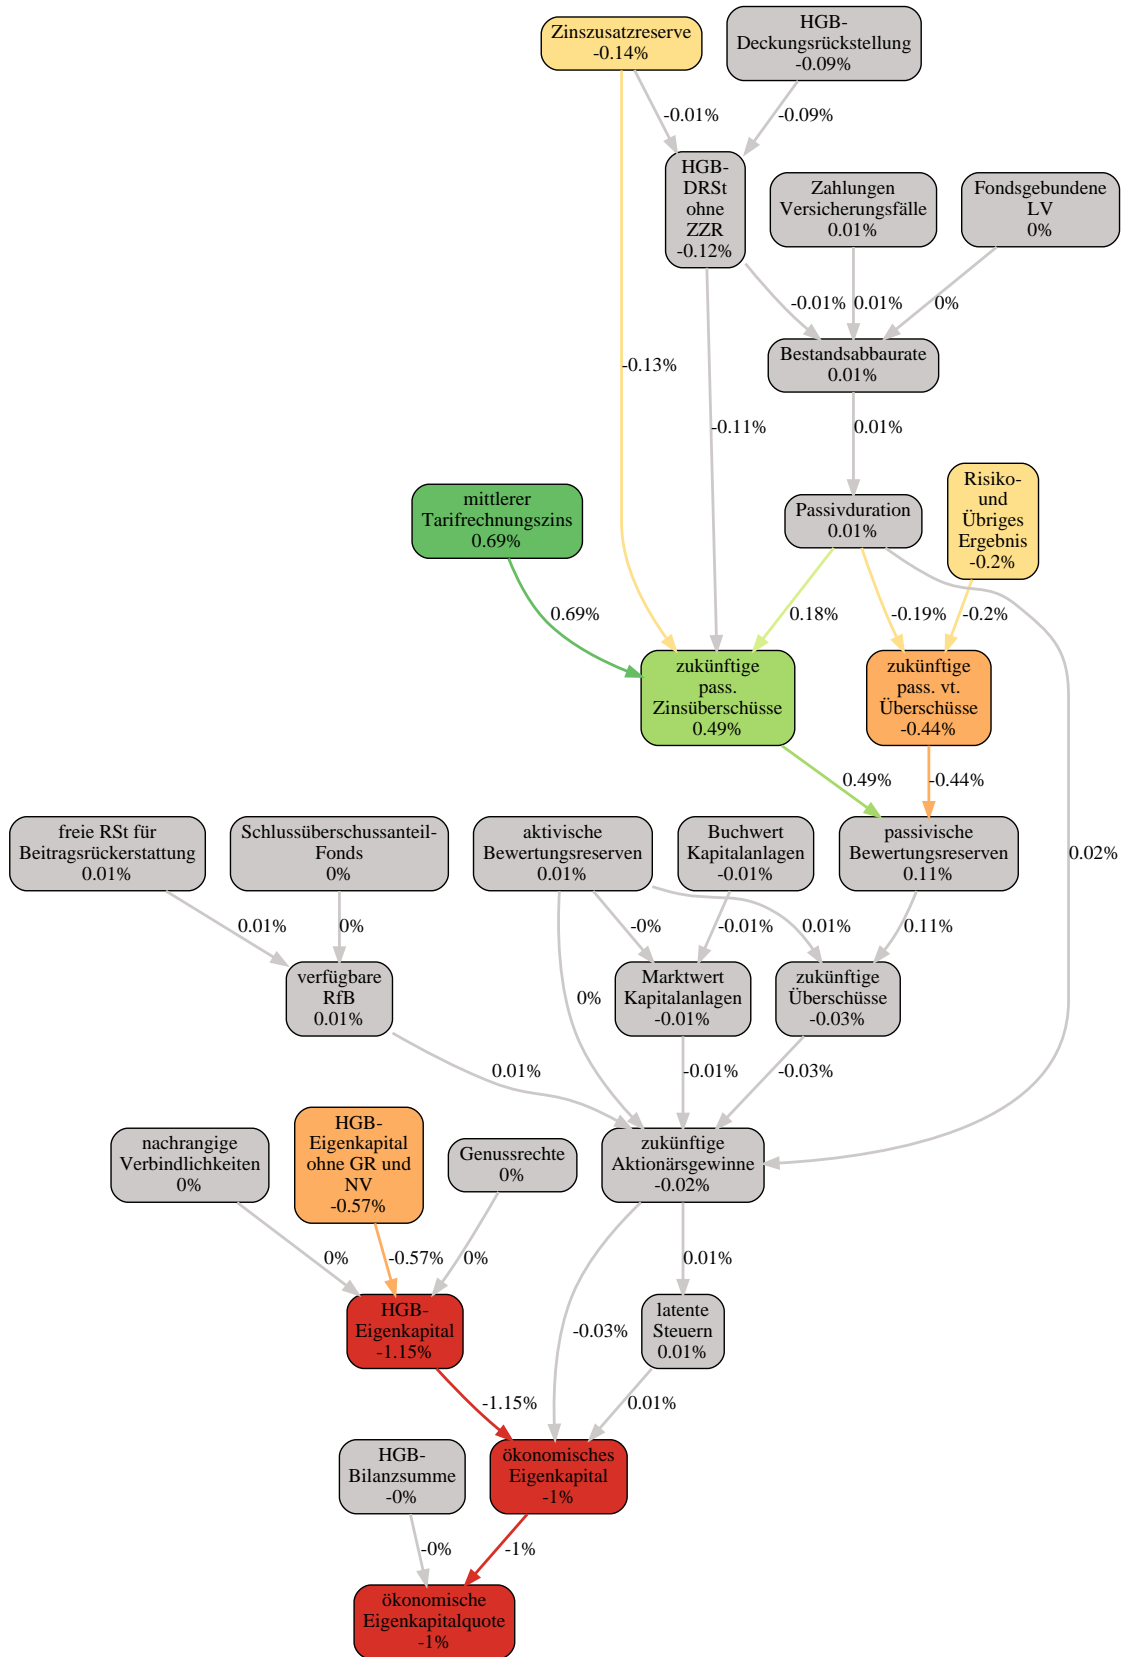 Zinszusatzreserve
-0.14%
HGB-
Deckungsrückstellung
-0.09%
-0.01%
-0.09%
HGB-
DRSt
ohne
ZZR
-0.12%
Zahlungen
Versicherungsfälle
0.01%
Fondsgebundene
LV
0%
-0.01%
0.01%
0%
Bestandsabbaurate
0.01%
-0.13%
-0.11%
0.01%
mittlerer
Tarifrechnungszins
0.69%
Passivduration
0.01%
Risiko-
und
Übriges
Ergebnis
-0.2%
0.69%
0.18%
-0.19%
-0.2%
zukünftige
pass.
Zinsüberschüsse
0.49%
zukünftige
pass. vt.
Überschüsse
-0.44%
0.49%
-0.44%
freie RSt für
Beitragsrückerstattung
0.01%
Schlussüberschussanteil-
Fonds
0%
aktivische
Bewertungsreserven
0.01%
Buchwert
Kapitalanlagen
-0.01%
passivische
Bewertungsreserven
0.11%
0.02%
0.01%
0%
-0%
-0.01%
0.01%
0.11%
verfügbare
RfB
0.01%
0%
Marktwert
Kapitalanlagen
-0.01%
zukünftige
Überschüsse
-0.03%
0.01%
-0.01%
-0.03%
nachrangige
Verbindlichkeiten
0%
HGB-
Eigenkapital
ohne GR und
NV
-0.57%
Genussrechte
0%
zukünftige
Aktionärsgewinne
-0.02%
0%
-0.57%
0%
0.01%
HGB-
Eigenkapital
-1.15%
-0.03%
latente
Steuern
0.01%
-1.15%
0.01%
HGB-
Bilanzsumme
-0%
ökonomisches
Eigenkapital
-1%
-0%
-1%
ökonomische
Eigenkapitalquote
-1%